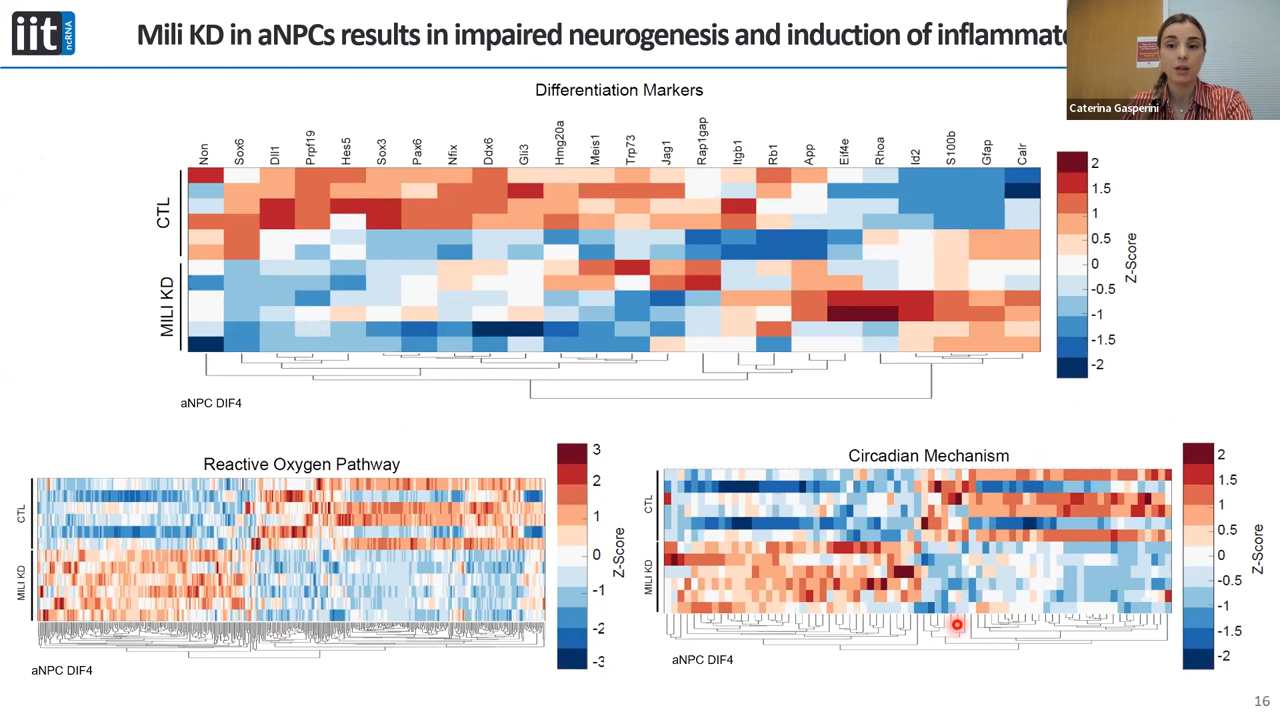 iit
ncRNA
Mili KD in aNPCs results in impaired neurogenesis and induction of inflammat
Caterina Gasperini
Differentiation Markers
Non Sox6 Dll1 Prpf19 Hes5 Sox3 Pax6 Nfix Ddx6 Gli3 Hmg20a Meis1 Trp73 Jag1 Rap1gap Itgb1 Rb1 App Eif4e Rhoa Id2 S100b Gfap Calr
CTL
MILI KD
2
1.5
1
0.5
0
-0.5
-1
-1.5
-2
Z-Score
aNPC DIF4
Reactive Oxygen Pathway
CTL
MILI KD
3
2
1
0
-1
-2
-3
Z-Score
aNPC DIF4
Circadian Mechanism
CTL
MILI KD
2
1.5
1
0.5
0
-0.5
-1
-1.5
-2
Z-Score
aNPC DIF4
16